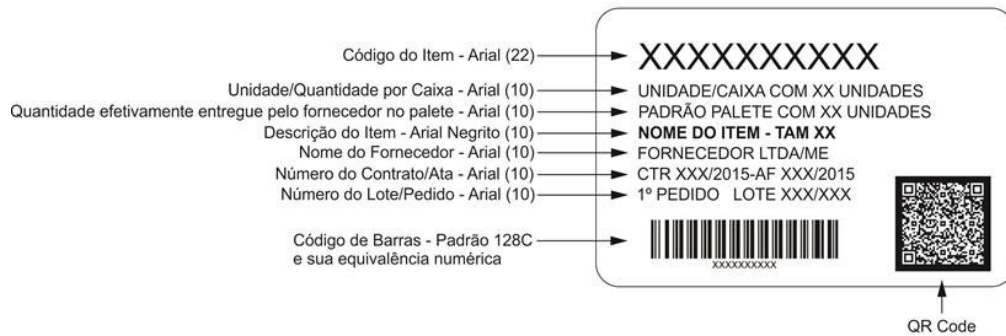 Código do Item - Arial (22)
XXXXXXXXXX
Unidade/Quantidade por Caixa - Arial (10)
UNIDADE/CAIXA COM XX UNIDADES
Quantidade efetivamente entregue pelo fornecedor no palete - Arial (10)
PADRÃO PALETE COM XX UNIDADES
Descrição do Item - Arial Negrito (10)
NOME DO ITEM - TAM XX
Nome do Fornecedor - Arial (10)
FORNECEDOR LTDA/ME
Número do Contrato/Ata - Arial (10)
CTR XXX/2015-AF XXX/2015
Número do Lote/Pedido - Arial (10)
1º PEDIDO LOTE XXX/XXX
Código de Barras - Padrão 128C
e sua equivalência numérica
XXXXXXXXXX
QR Code